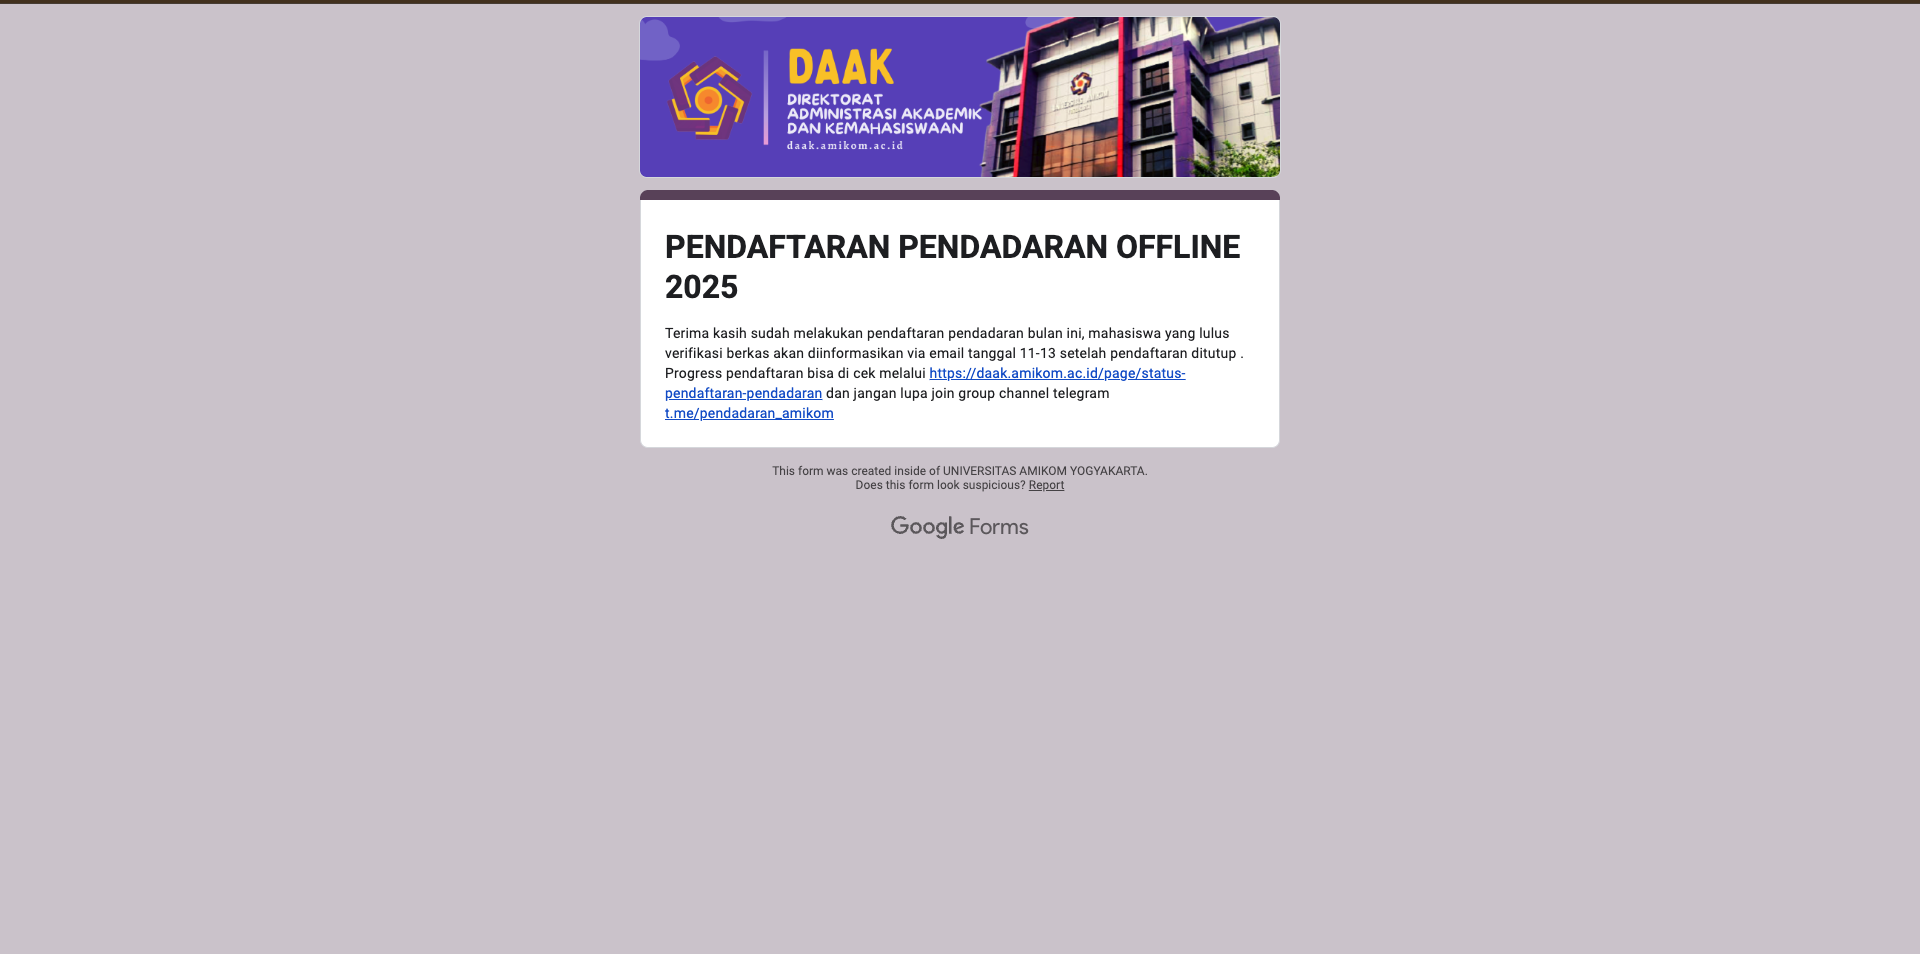 DAAK
DIREKTORAT
ADMINISTRASI AKADEMIK
DAN KEMAHASISWAAN
daak.amikom.ac.id
PENDAFTARAN PENDADARAN OFFLINE
2025
Terima kasih sudah melakukan pendaftaran pendadaran bulan ini, mahasiswa yang lulus
verifikasi berkas akan diinformasikan via email tanggal 11-13 setelah pendaftaran ditutup .
Progress pendaftaran bisa di cek melalui https://daak.amikom.ac.id/page/status-
pendaftaran-pendadaran dan jangan lupa join group channel telegram
t.me/pendadaran_amikom
This form was created inside of UNIVERSITAS AMIKOM YOGYAKARTA.
Does this form look suspicious? Report
Google Forms